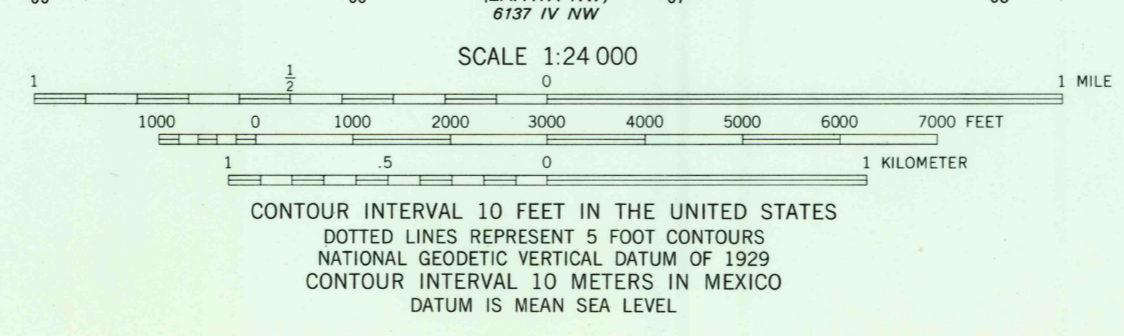 6137 IV NW
SCALE 1:24 000
1 1/2 0 1 MILE
1000 0 1000 2000 3000 4000 5000 6000 7000 FEET
1 .5 0 1 KILOMETER
CONTOUR INTERVAL 10 FEET IN THE UNITED STATES
DOTTED LINES REPRESENT 5 FOOT CONTOURS
NATIONAL GEODETIC VERTICAL DATUM OF 1929
CONTOUR INTERVAL 10 METERS IN MEXICO
DATUM IS MEAN SEA LEVEL